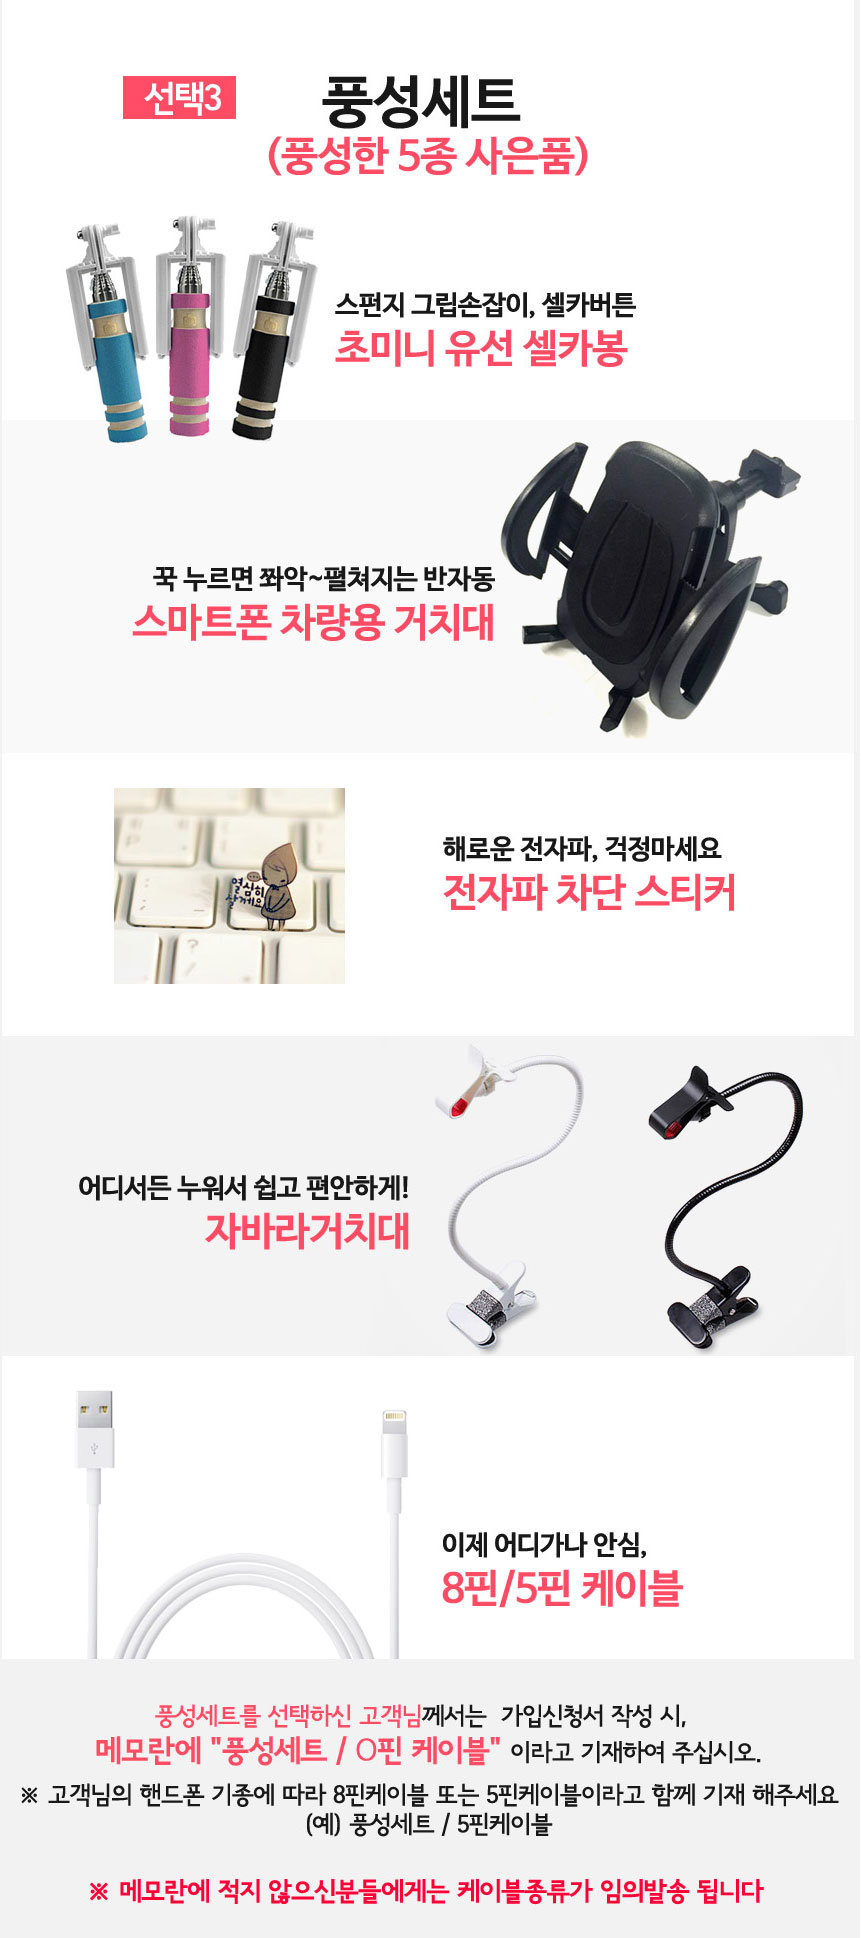 선택3
풍성세트
(풍성한 5종 사은품)
스펀지 그립손잡이, 셀카버튼
초미니 유선 셀카봉
꾹 누르면 쫘악~펼쳐지는 반자동
스마트폰 차량용 거치대
해로운 전자파, 걱정마세요
전자파 차단 스티커
열심히
살게요
어디서든 누워서 쉽고 편안하게!
자바라거치대
이제 어디가나 안심,
8핀/5핀 케이블
풍성세트를 선택하신 고객님께서는 가입신청서 작성 시,
메모란에 "풍성세트 / O핀 케이블" 이라고 기재하여 주십시오.
※ 고객님의 핸드폰 기종에 따라 8핀케이블 또는 5핀케이블이라고 함께 기재 해주세요
(예) 풍성세트 / 5핀케이블
※ 메모란에 적지 않으신분들에게는 케이블종류가 임의발송 됩니다